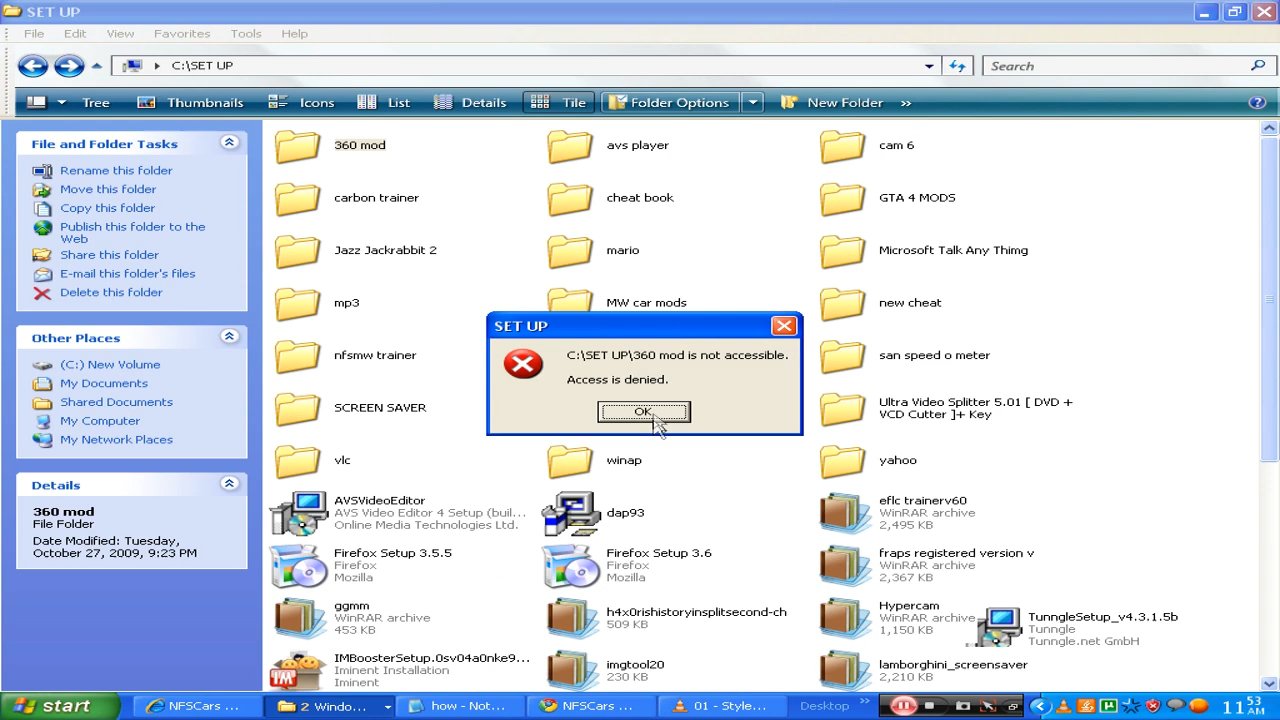 SET UP
File Edit View Favorites Tools Help
C:\SET UP
Search
Tree Thumbnails Icons List Details Tile Folder Options New Folder »
File and Folder Tasks
Rename this folder
Move this folder
Copy this folder
Publish this folder to the
Web
Share this folder
E-mail this folder's files
Delete this folder
Other Places
(C:) New Volume
My Documents
Shared Documents
My Computer
My Network Places
Details
360 mod
File Folder
Date Modified: Tuesday,
October 27, 2009, 9:23 PM
360 mod avs player cam 6
carbon trainer cheat book GTA 4 MODS
Jazz Jackrabbit 2 mario Microsoft Talk Any Thimg
mp3 MW car mods new cheat
nfsmw trainer san speed o meter
SCREEN SAVER Ultra Video Splitter 5.01 [ DVD +
VCD Cutter ]+ Key
vlc winap yahoo
SET UP
C:\SET UP\360 mod is not accessible.
Access is denied.
OK
AVSVideoEditor
AVS Video Editor 4 Setup (buil...
Online Media Technologies Ltd.
dap93
eflc trainerv60
WinRAR archive
2,495 KB
Firefox Setup 3.5.5
Firefox
Mozilla
Firefox Setup 3.6
Firefox
Mozilla
fraps registered version v
WinRAR archive
2,367 KB
ggmm
WinRAR archive
453 KB
h4x0rishistoryinsplitsecond-ch
509 KB
Hypercam
WinRAR archive
1,150 KB
TunngleSetup_v4.3.1.5b
Tunngle
Tunngle.net GmbH
IMBoosterSetup.0sv04a0nke9...
Iminent Installation
Iminent
imgtool20
230 KB
lamborghini_screensaver
2,210 KB
start NFSCars ... 2 Windo... how - Not... NFSCars ... 01 - Style... Desktop » 11:53
AM